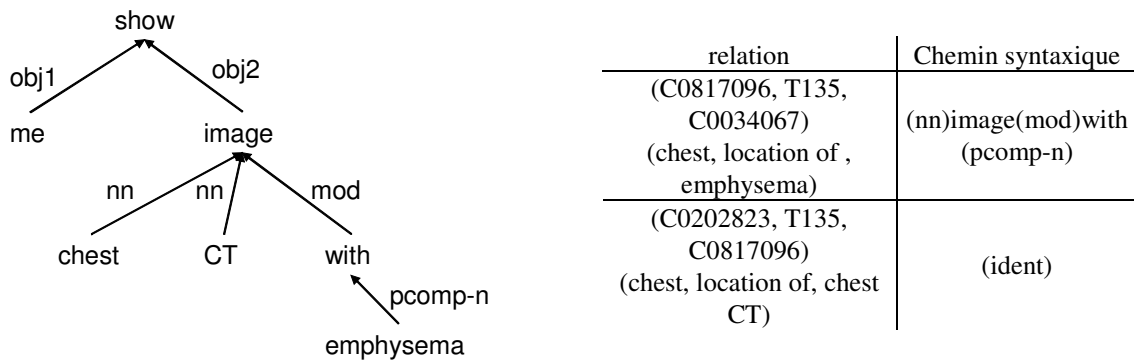 show
obj1
obj2
me
image
nn
nn
mod
chest
CT
with
pcomp-n
emphysema
relation
Chemin syntaxique
(C0817096, T135,
C0034067)
(chest, location of ,
emphysema)
(nn)image(mod)with
(pcomp-n)
(C0202823, T135,
C0817096)
(chest, location of, chest
CT)
(ident)